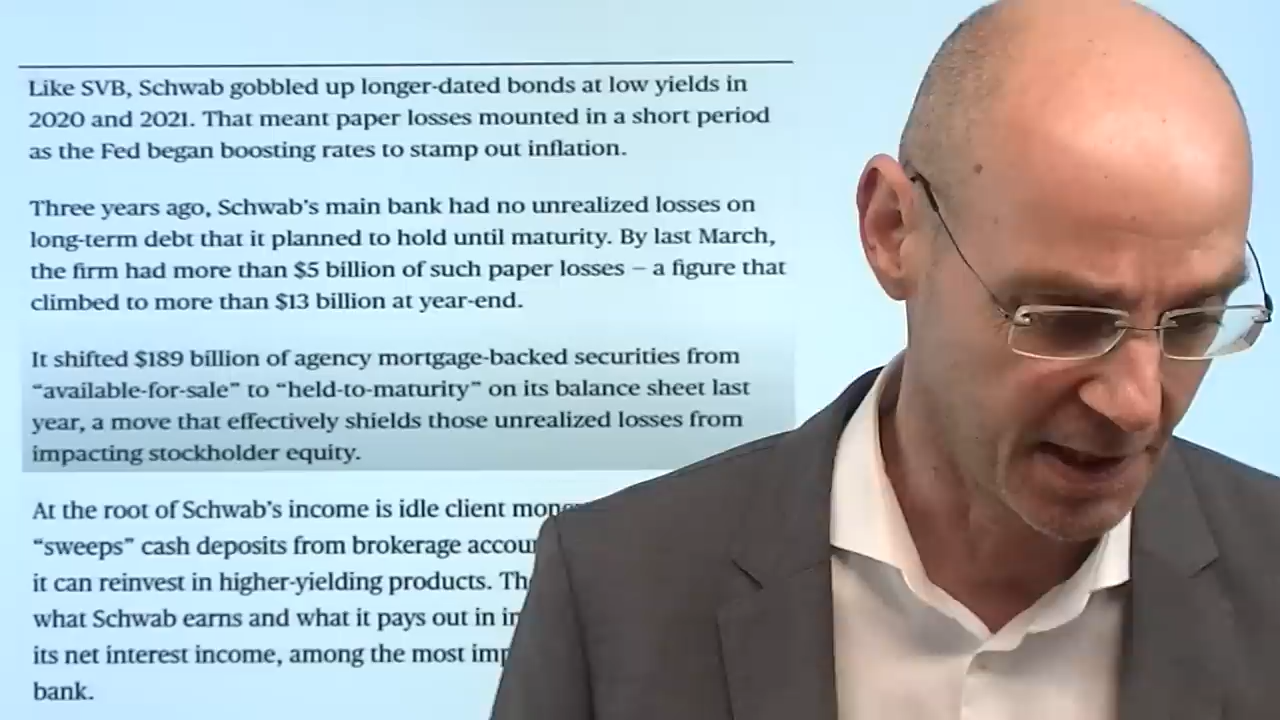 Like SVB, Schwab gobbled up longer-dated bonds at low yields in
2020 and 2021. That meant paper losses mounted in a short period
as the Fed began boosting rates to stamp out inflation.
Three years ago, Schwab's main bank had no unrealized losses on
long-term debt that it planned to hold until maturity. By last March,
the firm had more than $5 billion of such paper losses – a figure that
climbed to more than $13 billion at year-end.
It shifted $189 billion of agency mortgage-backed securities from
“available-for-sale” to “held-to-maturity” on its balance sheet last
year, a move that effectively shields those unrealized losses from
impacting stockholder equity.
At the root of Schwab's income is idle client
“sweeps” cash deposits from brokerage
it can reinvest in higher-yielding products.
what Schwab earns and what it pays out in
its net interest income, among the most
bank.